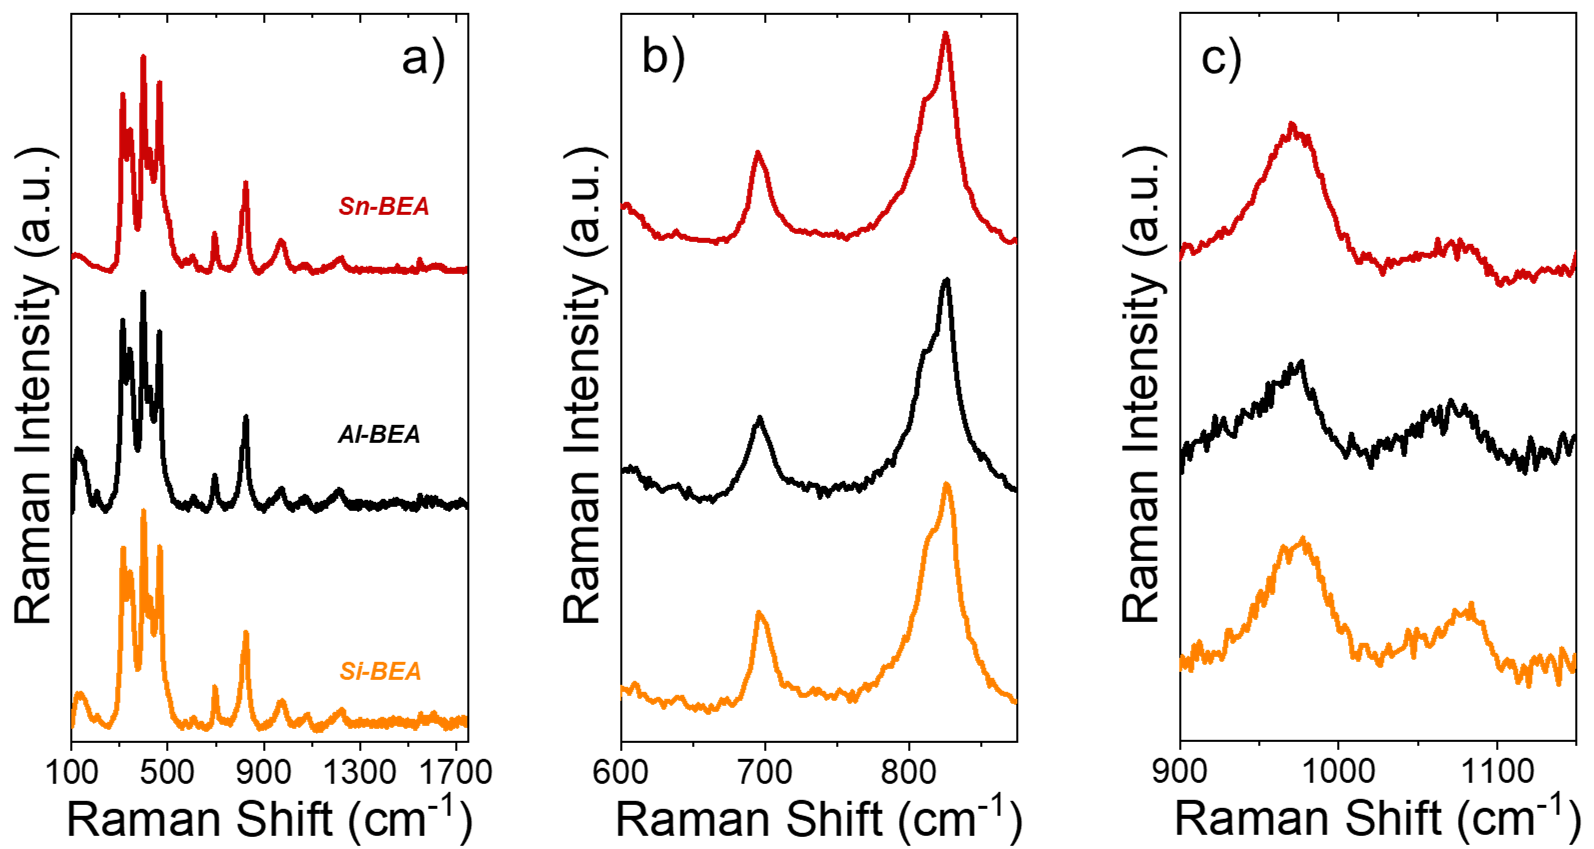 a)
Raman Intensity (a.u.)
Sn-BEA
Al-BEA
Si-BEA
100 500 900 1300 1700
Raman Shift (cm-1)
b)
Raman Intensity (a.u.)
600 700 800
Raman Shift (cm-1)
c)
Raman Intensity (a.u.)
900 1000 1100
Raman Shift (cm-1)